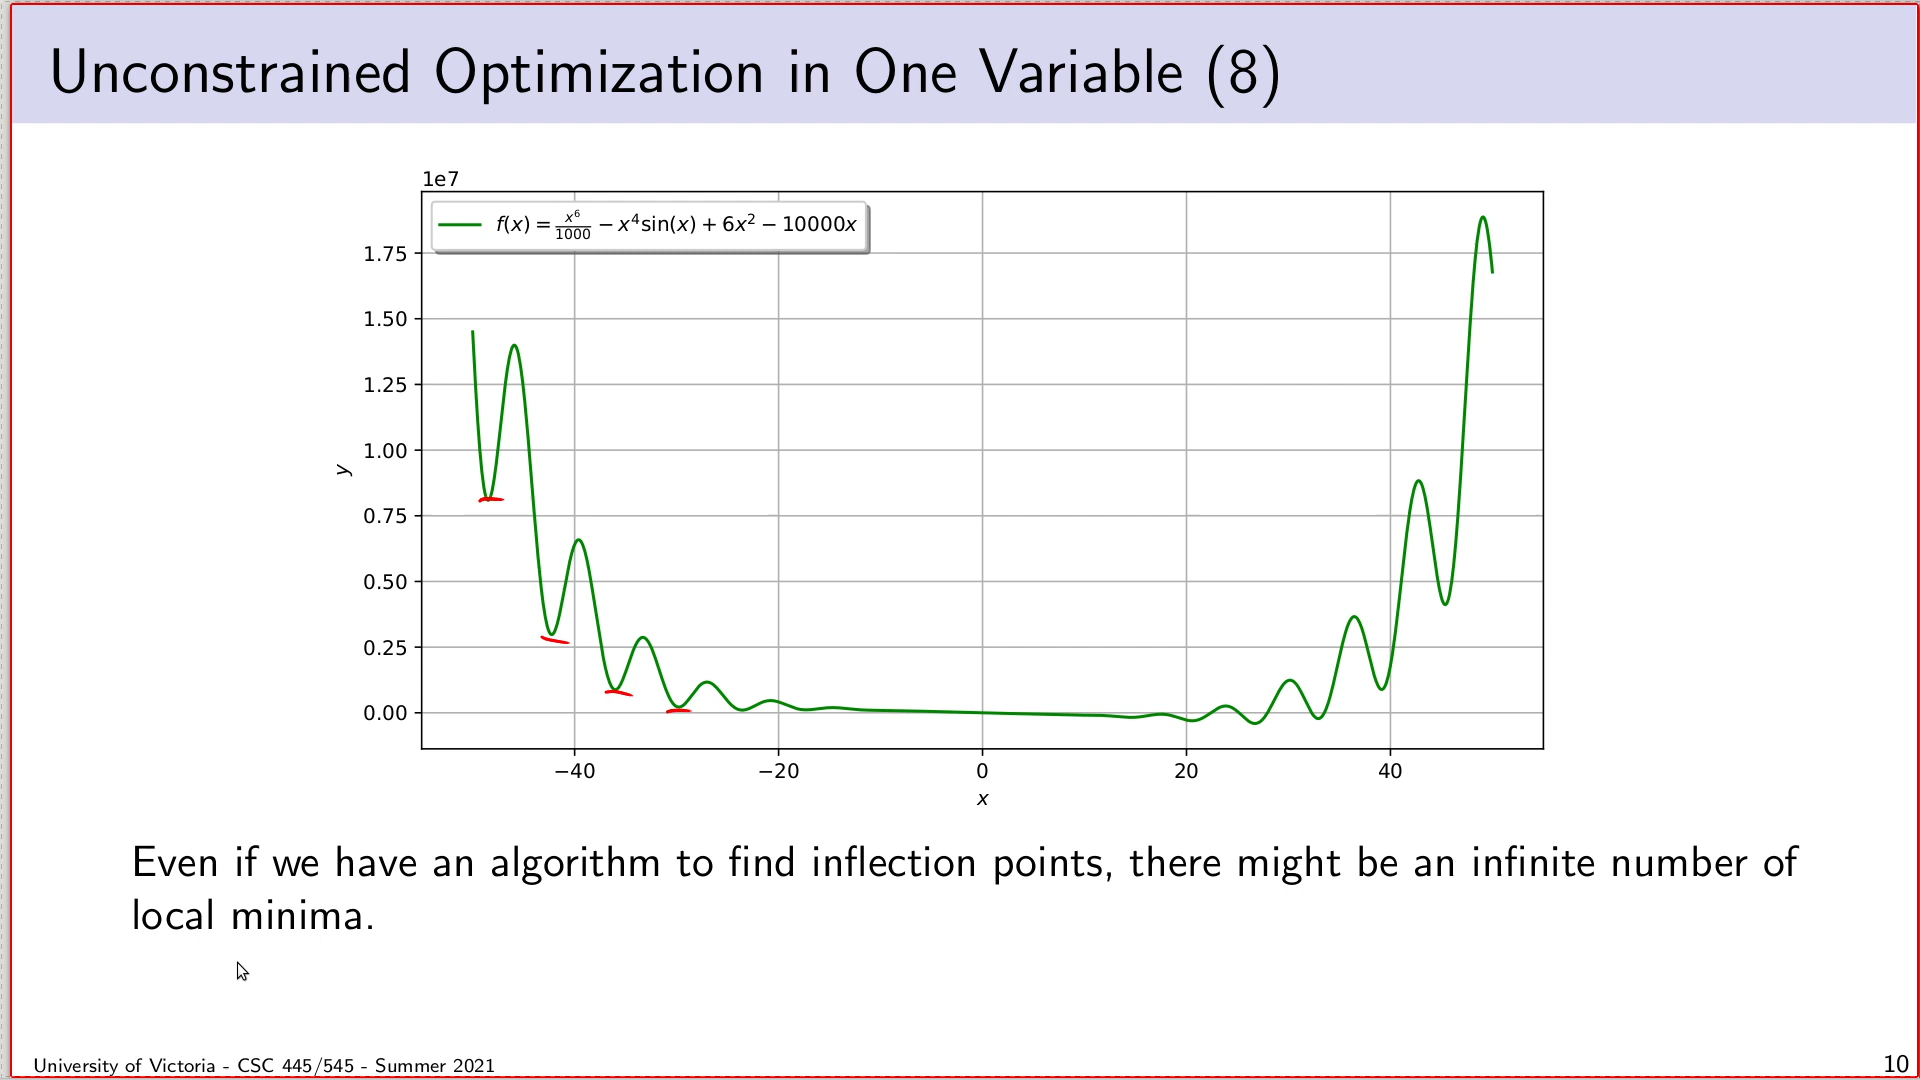 Unconstrained Optimization in One Variable (8)
1e7
f(x) = x⁶/1000 − x⁴sin(x) + 6x² − 10000x
1.75
1.50
1.25
1.00
0.75
0.50
0.25
0.00
y
−40 −20 0 20 40
x
Even if we have an algorithm to find inflection points, there might be an infinite number of
local minima.
University of Victoria - CSC 445/545 - Summer 2021
10